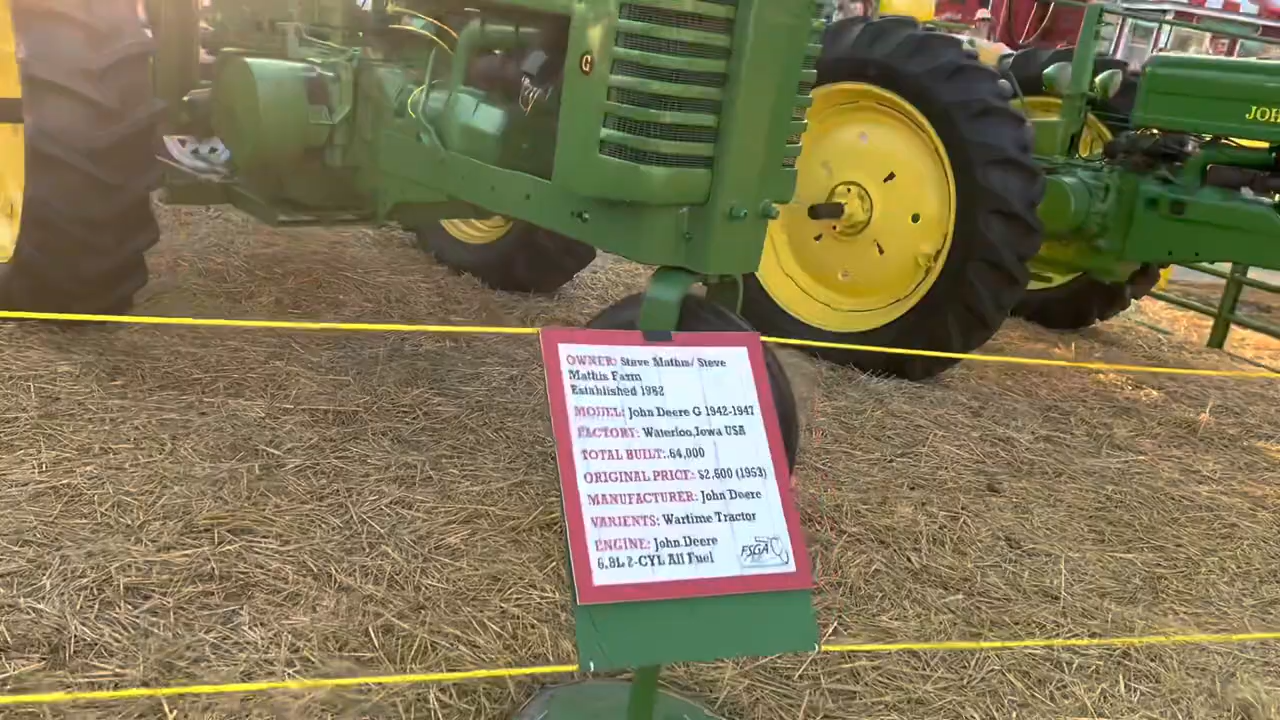 G
JOH
OWNER: Steve Mathis/ Steve
Mathis Farm
Established 1982
MODEL: John Deere G 1942-1947
FACTORY: Waterloo,Iowa USA
TOTAL BUILT:.64,000
ORIGINAL PRICE: $2,600 (1953)
MANUFACTURER: John Deere
VARIENTS: Wartime Tractor
ENGINE: John Deere
6.8L 2-CYL All Fuel
FSGA